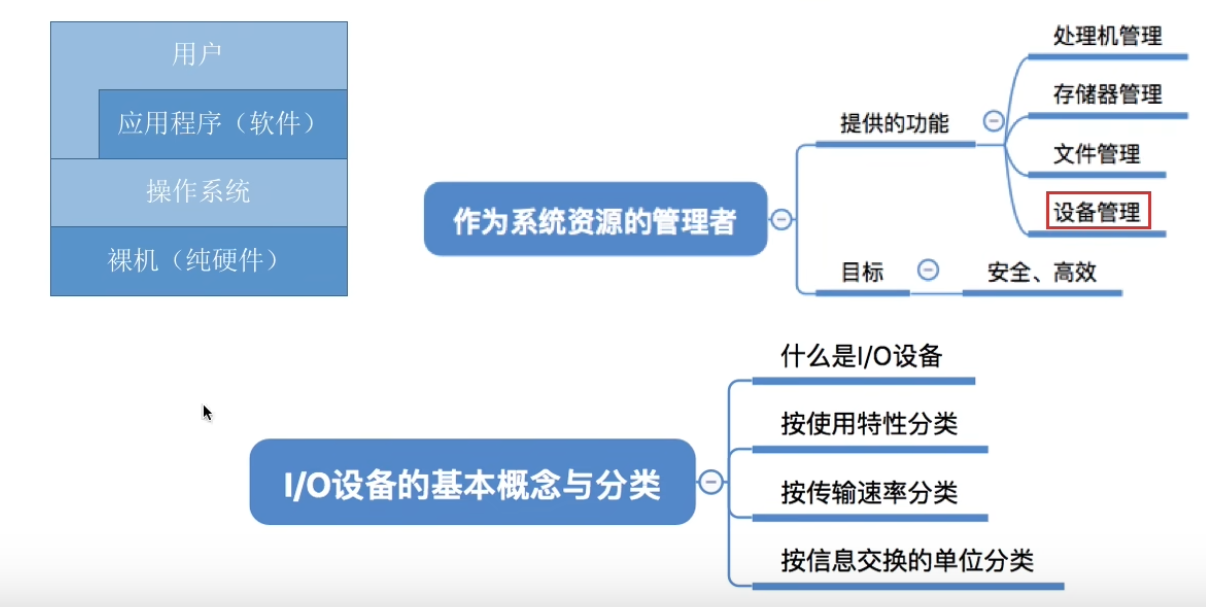 用户
应用程序（软件）
操作系统
裸机（纯硬件）
作为系统资源的管理者
提供的功能
处理机管理
存储器管理
文件管理
设备管理
目标
安全、高效
I/O设备的基本概念与分类
什么是I/O设备
按使用特性分类
按传输速率分类
按信息交换的单位分类